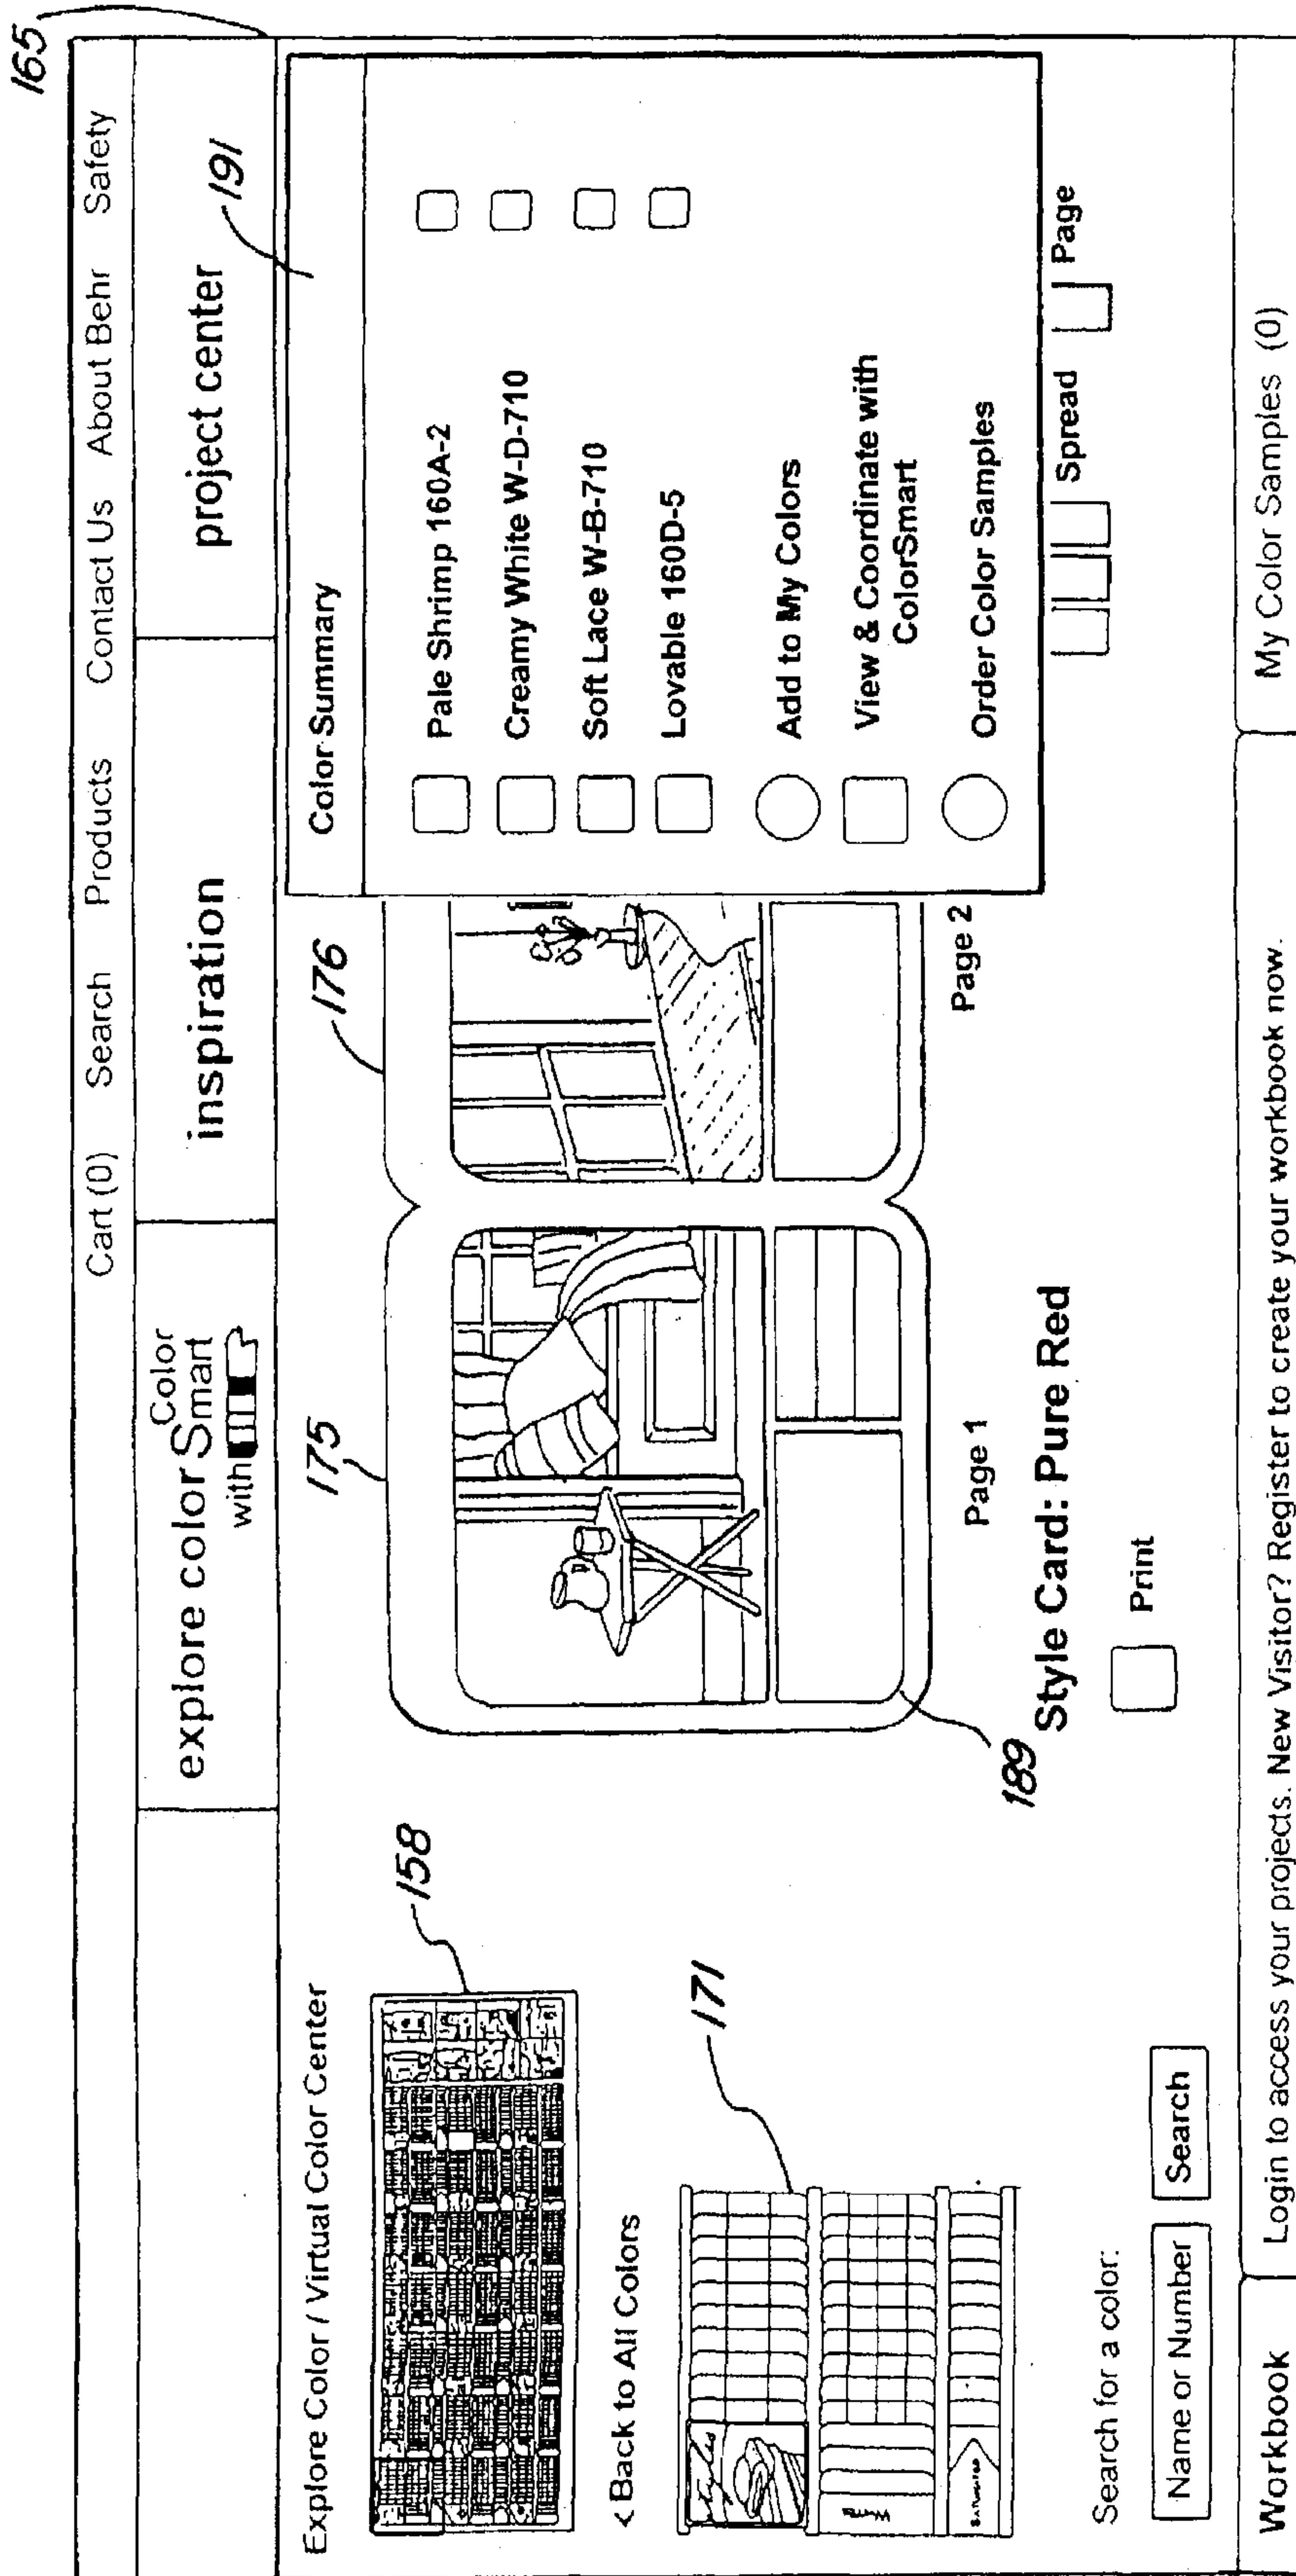 165
Cart (0) Search Products Contact Us About Behr Safety
explore color with Color Smart
inspiration
project center
191
Explore Color / Virtual Color Center
158
< Back to All Colors
171
Search for a color:
Name or Number
Search
175
176
Page 1
Page 2
189
Style Card: Pure Red
Print
Color Summary
Pale Shrimp 160A-2
Creamy White W-D-710
Soft Lace W-B-710
Lovable 160D-5
Add to My Colors
View & Coordinate with
ColorSmart
Order Color Samples
Spread
Page
Workbook
Login to access your projects. New Visitor? Register to create your workbook now.
My Color Samples (0)